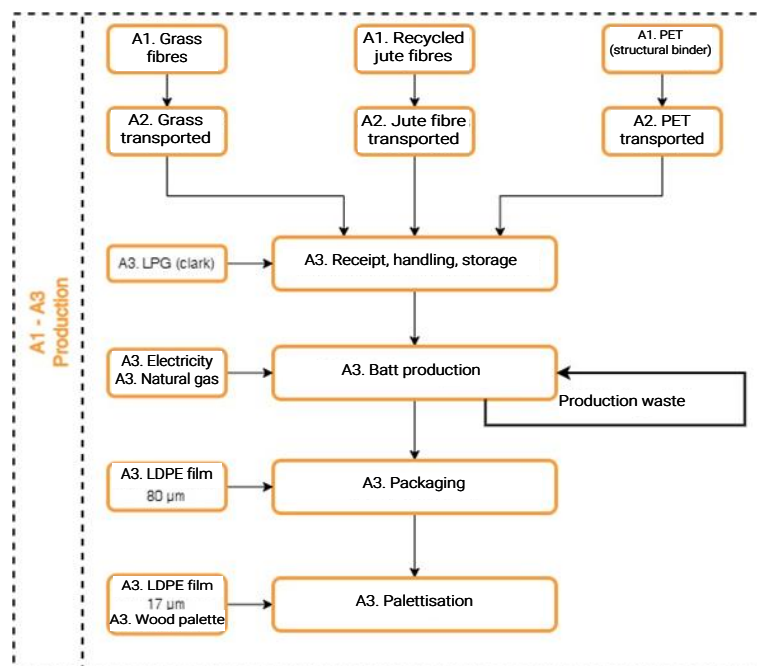 A1. Grass
fibres
A1. Recycled
jute fibres
A1. PET
(structural binder)
A2. Grass
transported
A2. Jute fibre
transported
A2. PET
transported
A3. LPG (clark)
A3. Receipt, handling, storage
A1 - A3
Production
A3. Electricity
A3. Natural gas
A3. Batt production
Production waste
A3. LDPE film
80 µm
A3. Packaging
A3. LDPE film
17 µm
A3. Wood palette
A3. Palettisation